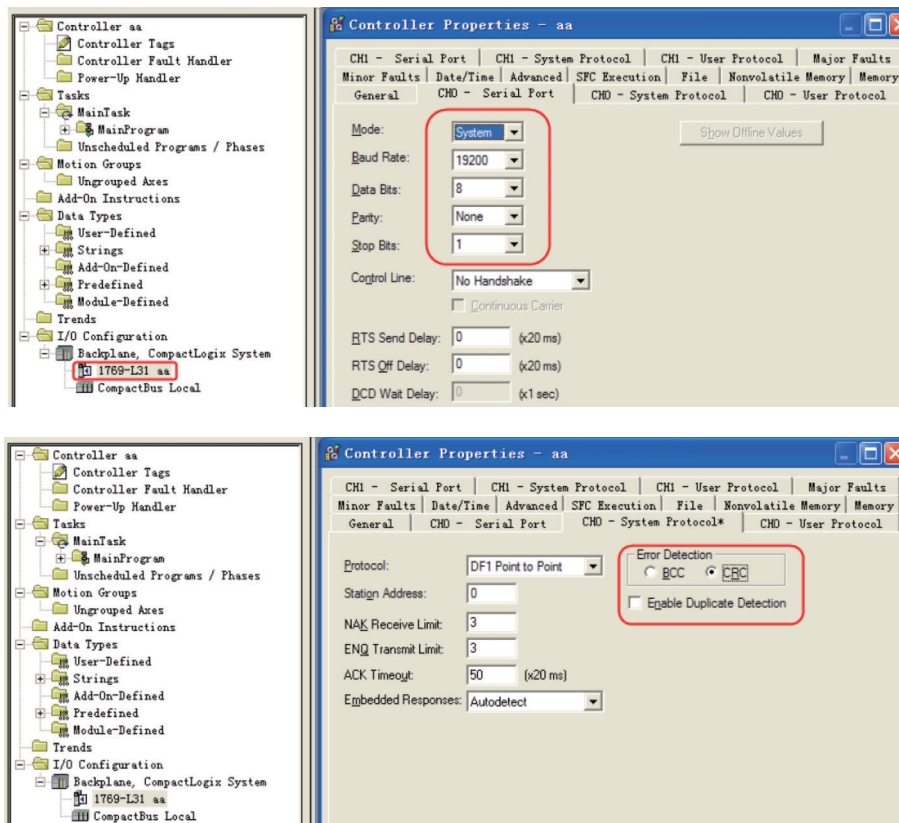 Controller aa
Controller Tags
Controller Fault Handler
Power-Up Handler
Tasks
MainTask
MainProgram
Unscheduled Programs / Phases
Motion Groups
Ungrouped Axes
Add-On Instructions
Data Types
User-Defined
Strings
Add-On-Defined
Predefined
Module-Defined
Trends
I/O Configuration
Backplane, CompactLogix System
1769-L31 aa
CompactBus Local
Controller Properties - aa
CH1 - Serial Port CH1 - System Protocol CH1 - User Protocol Major Faults
Minor Faults Date/Time Advanced SFC Execution File Nonvolatile Memory Memory
General CH0 - Serial Port CH0 - System Protocol CH0 - User Protocol
Mode: System Show Offline Values
Baud Rate: 19200
Data Bits: 8
Parity: None
Stop Bits: 1
Control Line: No Handshake
Continuous Carrier
RTS Send Delay: 0 (x20 ms)
RTS Off Delay: 0 (x20 ms)
DCD Wait Delay: 0 (x1 sec)
Controller aa
Controller Tags
Controller Fault Handler
Power-Up Handler
Tasks
MainTask
MainProgram
Unscheduled Programs / Phases
Motion Groups
Ungrouped Axes
Add-On Instructions
Data Types
User-Defined
Strings
Add-On-Defined
Predefined
Module-Defined
Trends
I/O Configuration
Backplane, CompactLogix System
1769-L31 aa
CompactBus Local
Controller Properties - aa
CH1 - Serial Port CH1 - System Protocol CH1 - User Protocol Major Faults
Minor Faults Date/Time Advanced SFC Execution File Nonvolatile Memory Memory
General CH0 - Serial Port CH0 - System Protocol* CH0 - User Protocol
Error Detection
Protocol: DF1 Point to Point BCC CRC
Station Address: 0 Enable Duplicate Detection
NAK Receive Limit: 3
ENQ Transmit Limit: 3
ACK Timeout: 50 (x20 ms)
Embedded Responses: Autodetect